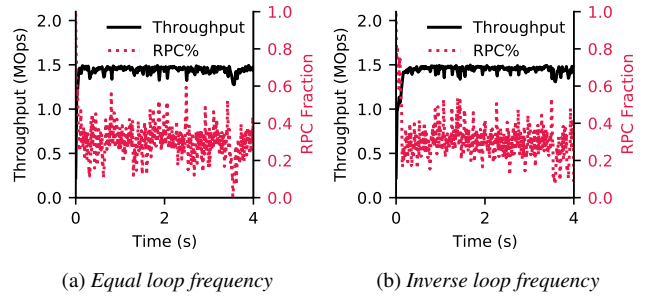 2.0
1.5
1.0
0.5
0.0
Throughput (MOps)
Throughput
RPC%
1.0
0.8
0.6
0.4
0.2
0.0
RPC Fraction
0
2
4
Time (s)
(a) Equal loop frequency
2.0
1.5
1.0
0.5
0.0
Throughput (MOps)
Throughput
RPC%
1.0
0.8
0.6
0.4
0.2
0.0
RPC Fraction
0
2
4
Time (s)
(b) Inverse loop frequency